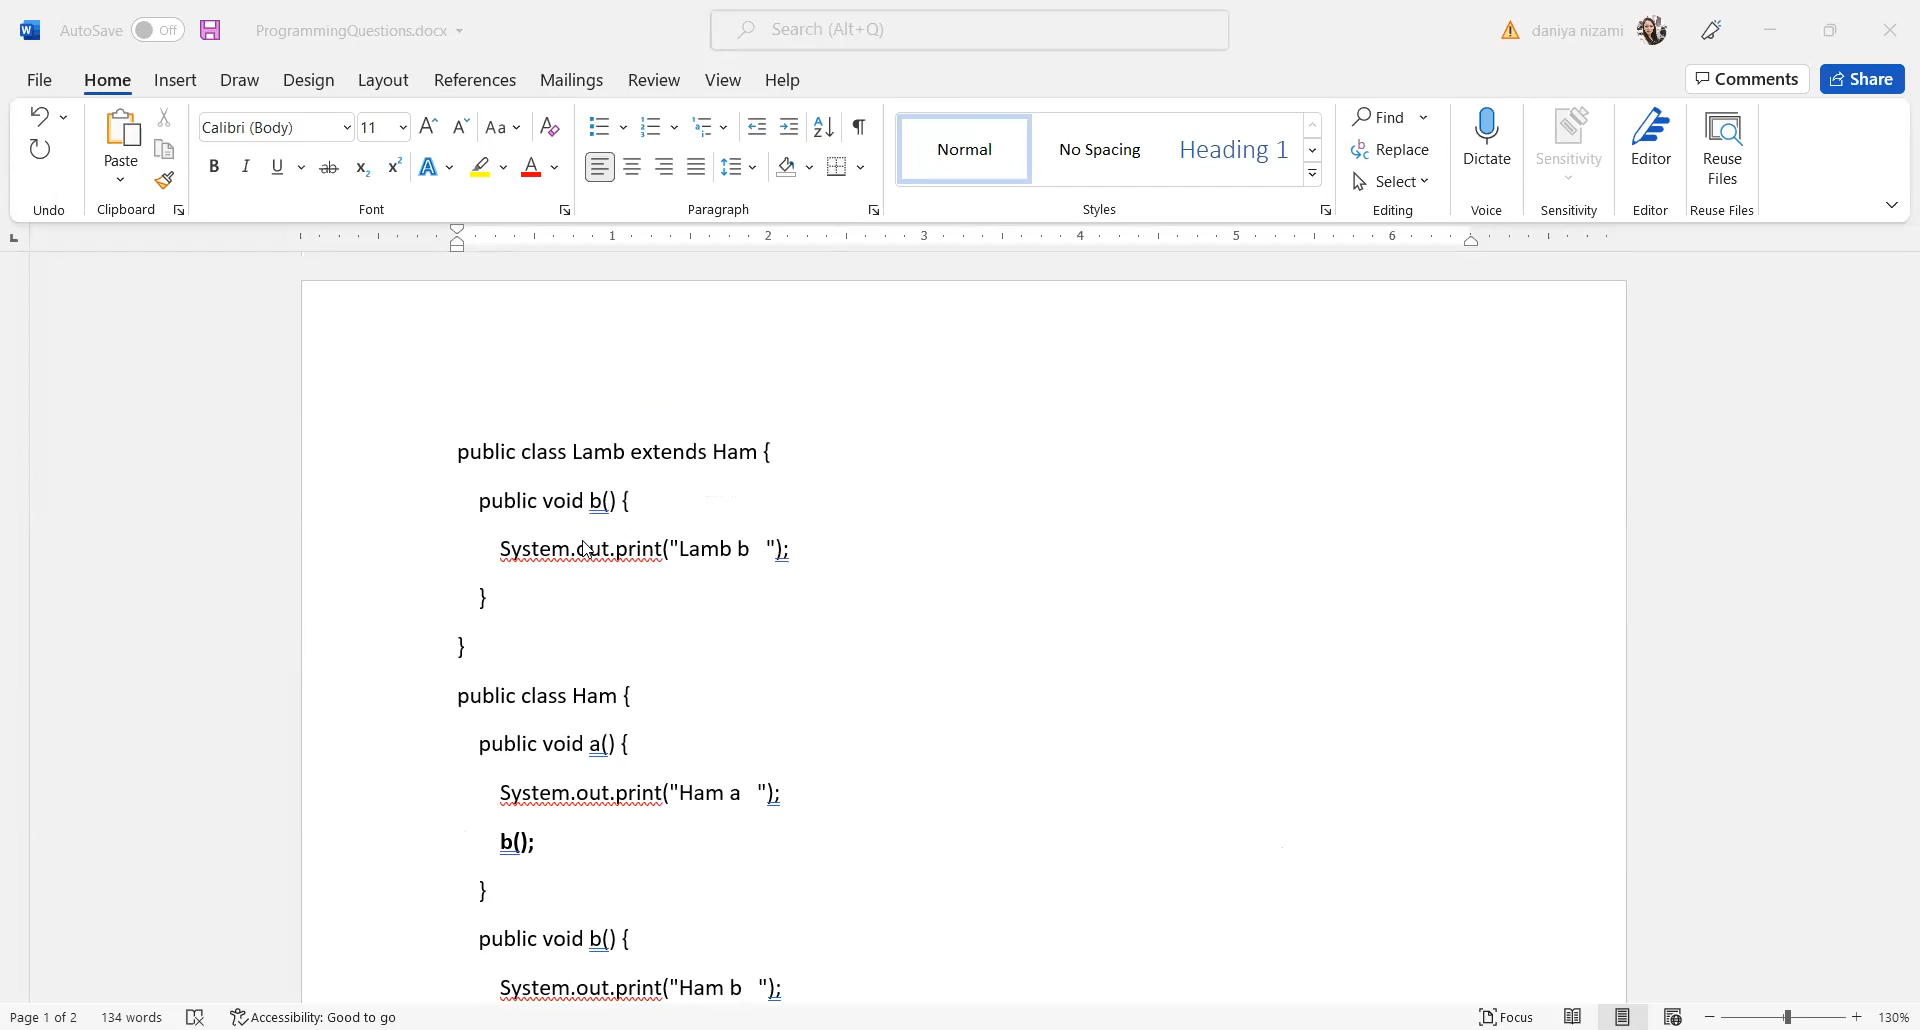 AutoSave Off ProgrammingQuestions.docx Search (Alt+Q) daniya nizami
File Home Insert Draw Design Layout References Mailings Review View Help Comments Share
Calibri (Body) 11 Aa
Paste
B I U ab x₂ x² A A
Normal No Spacing Heading 1
Find
Replace
Select
Dictate Sensitivity Editor Reuse Files
Undo Clipboard Font Paragraph Styles Editing Voice Sensitivity Editor Reuse Files
1 2 3 4 5 6
public class Lamb extends Ham {
public void b() {
System.out.print("Lamb b   ");
}
}
public class Ham {
public void a() {
System.out.print("Ham a   ");
b();
}
public void b() {
System.out.print("Ham b   ");
Page 1 of 2 134 words Accessibility: Good to go Focus 130%